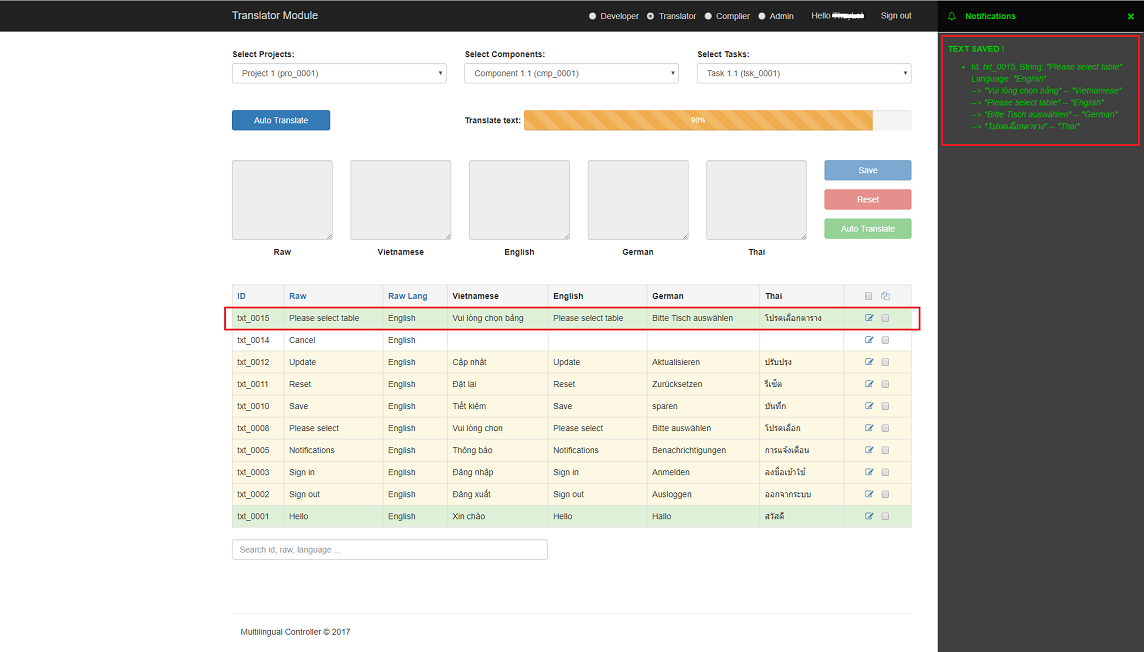 Translator Module
Developer Translator Complier Admin Hello Sign out
Notifications
TEXT SAVED !
Id: txt_0015, String: "Please select table",
Language: "English"
--> "Vui lòng chọn bảng" -- "Vietnamese"
--> "Please select table" -- "English"
--> "Bitte Tisch auswählen" -- "German"
--> "โปรดเลือกตาราง" -- "Thai"
Select Projects: Select Components: Select Tasks:
Project 1 (pro_0001) Component 1.1 (cmp_0001) Task 1.1 (tsk_0001)
Auto Translate Translate text: 90%
Save
Reset
Auto Translate
Raw Vietnamese English German Thai
ID Raw Raw Lang Vietnamese English German Thai
txt_0015 Please select table English Vui lòng chọn bảng Please select table Bitte Tisch auswählen โปรดเลือกตาราง
txt_0014 Cancel English
txt_0012 Update English Cập nhật Update Aktualisieren ปรับปรุง
txt_0011 Reset English Đặt lại Reset Zurücksetzen รีเซ็ต
txt_0010 Save English Tiết kiệm Save sparen บันทึก
txt_0008 Please select English Vui lòng chọn Please select Bitte auswählen โปรดเลือก
txt_0005 Notifications English Thông báo Notifications Benachrichtigungen การแจ้งเตือน
txt_0003 Sign in English Đăng nhập Sign in Anmelden ลงชื่อเข้าใช้
txt_0002 Sign out English Đăng xuất Sign out Ausloggen ออกจากระบบ
txt_0001 Hello English Xin chào Hello Hallo สวัสดี
Search id, raw, language ...
Multilingual Controller © 2017